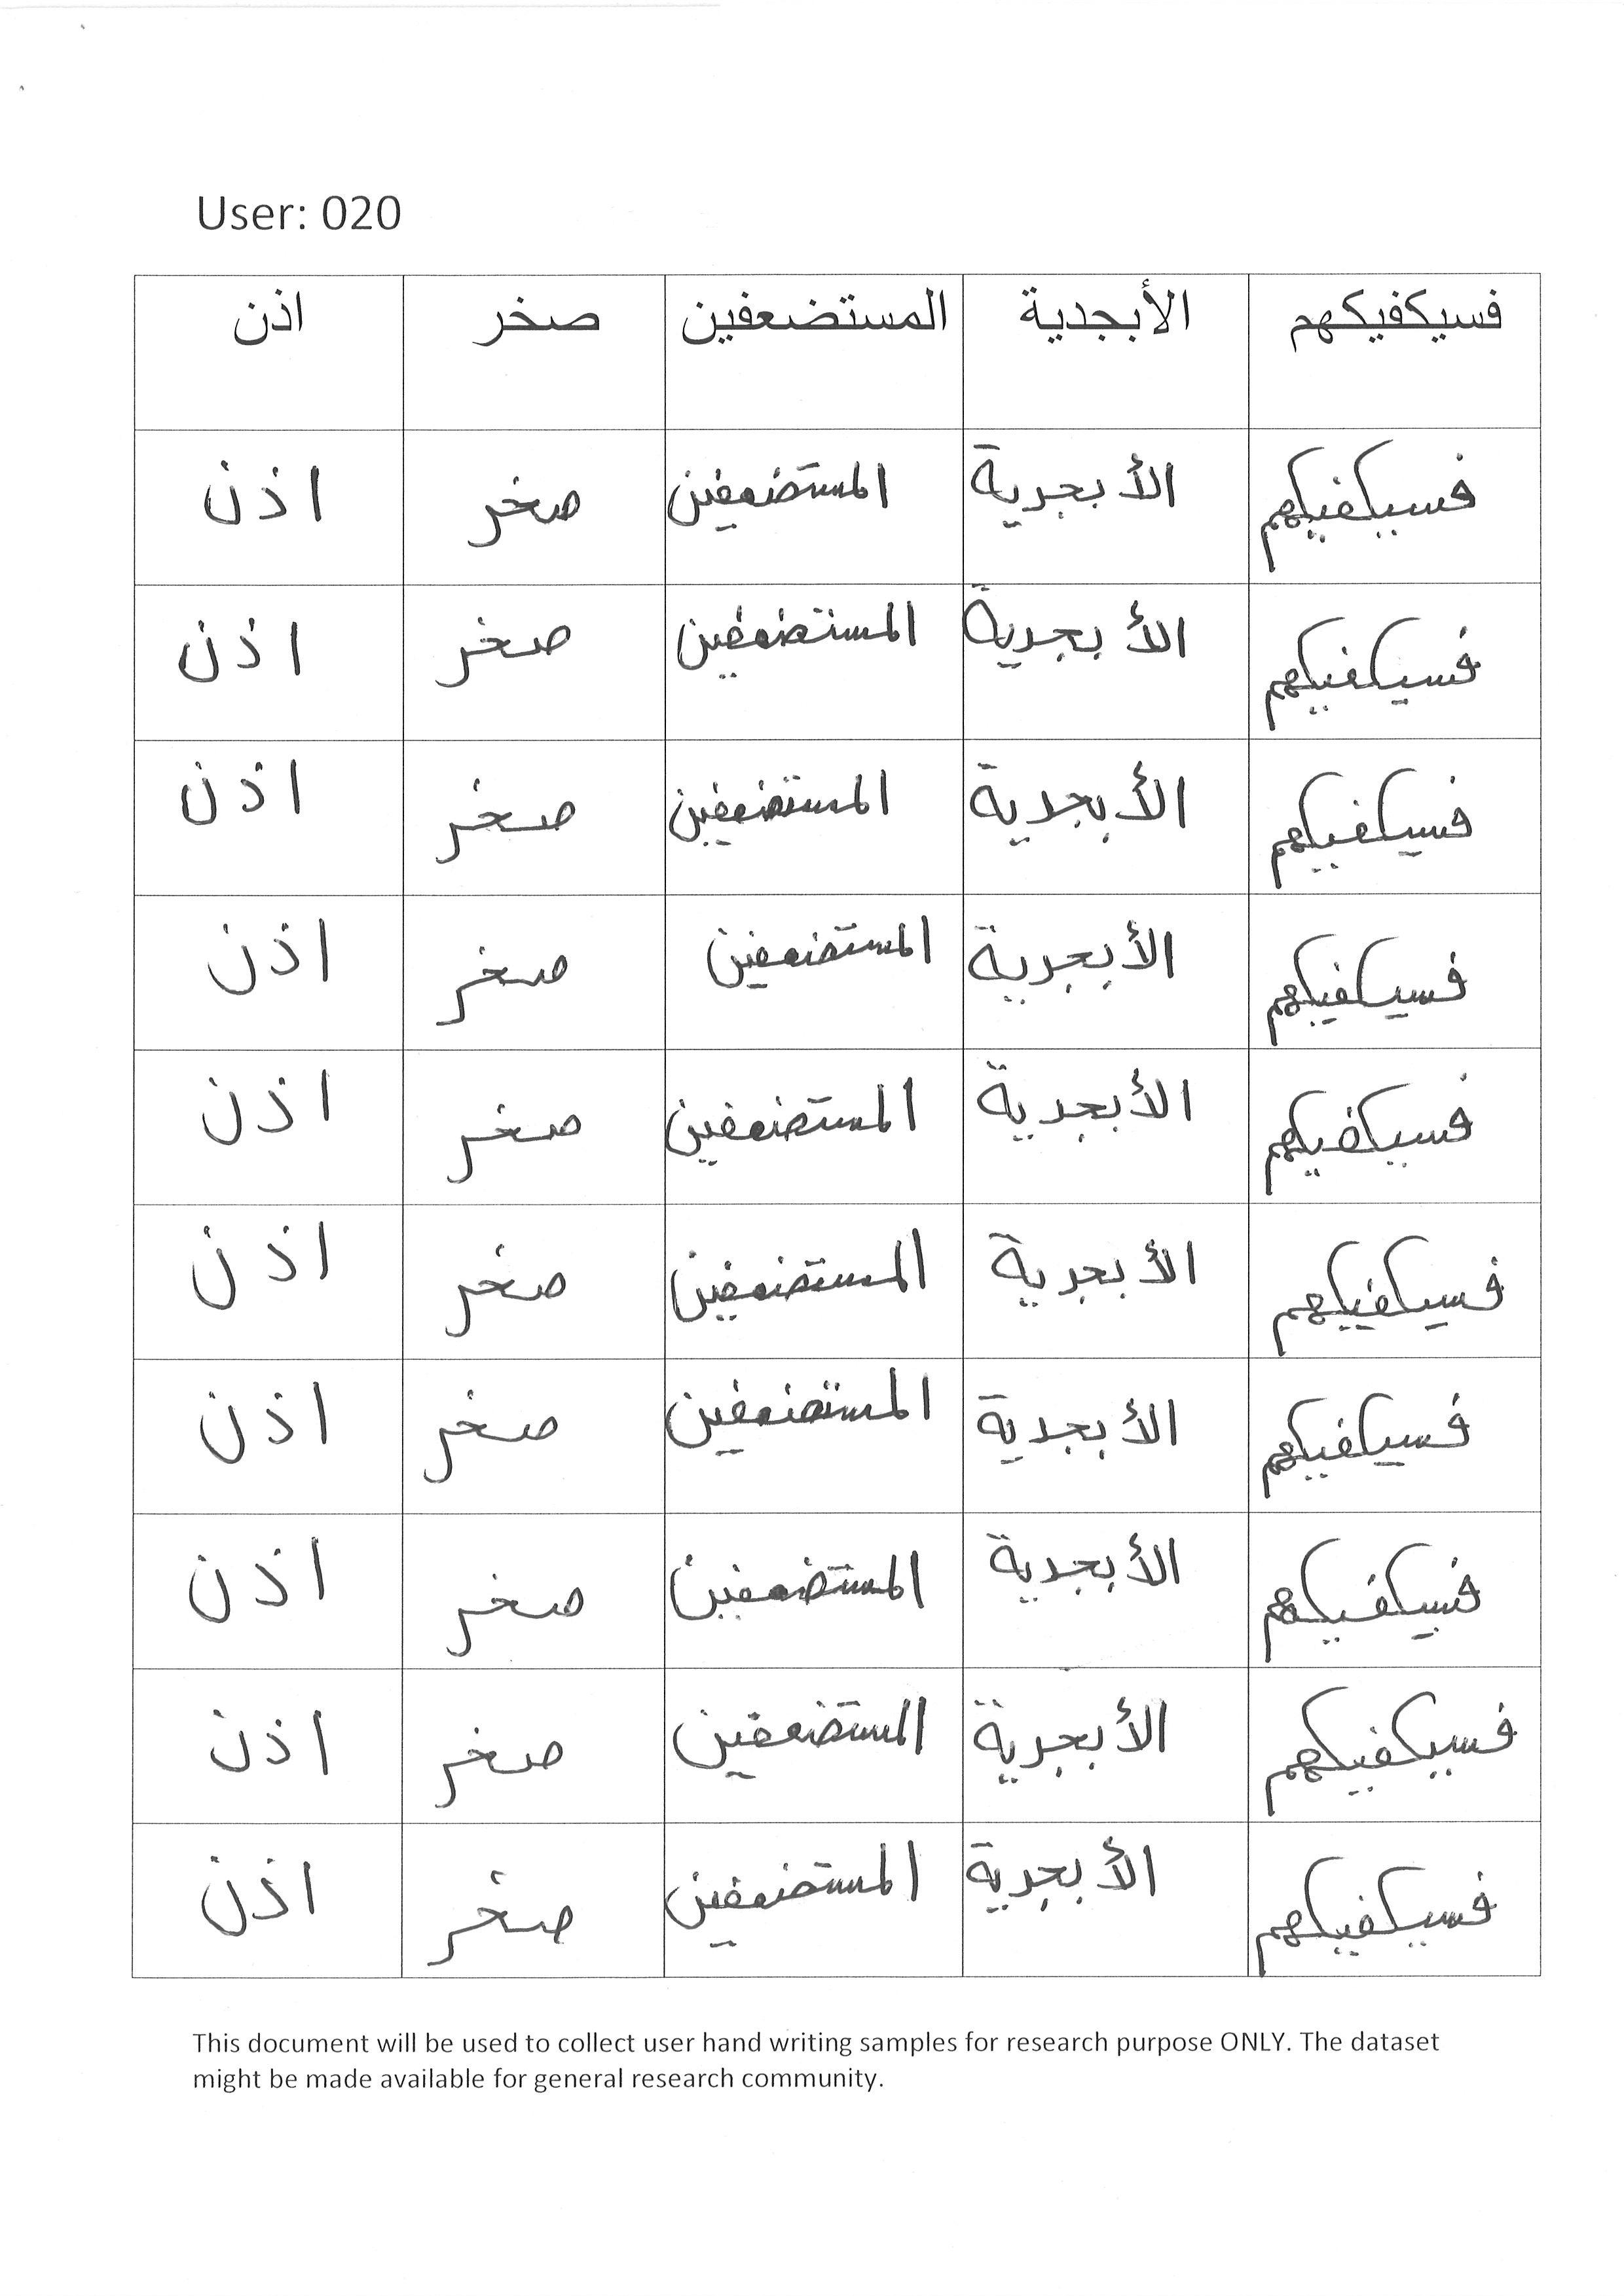 User: 020
فسيكفيكهم الأبجدية المستضعفين صخر اذن
فسيكفيكهم الأبجدية المستضعفين صخر اذن
فسيكفيكهم الأبجدية المستضعفين صخر اذن
فسيكفيكهم الأبجدية المستضعفين صخر اذن
فسيكفيكهم الأبجدية المستضعفين صخر اذن
فسيكفيكهم الأبجدية المستضعفين صخر اذن
فسيكفيكهم الأبجدية المستضعفين صخر اذن
فسيكفيكهم الأبجدية المستضعفين صخر اذن
فسيكفيكهم الأبجدية المستضعفين صخر اذن
فسيكفيكهم الأبجدية المستضعفين صخر اذن
فسيكفيكهم الأبجدية المستضعفين صخر اذن
This document will be used to collect user hand writing samples for research purpose ONLY. The dataset
might be made available for general research community.